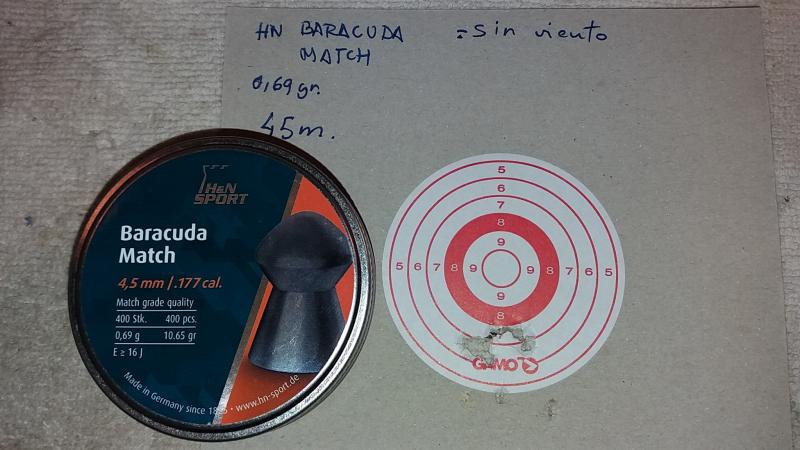 HN BARACUDA = sin viento
MATCH
0,69 gr.
45m.
H&N
SPORT
Baracuda
Match
4,5 mm / .177 cal.
Match grade quality
400 Stk. 400 pcs.
0,69 g 10.65 gr
E ≥ 16 J
Made in Germany since 18 5 • www.hn-sport.de
5
6
7
8
9
5 6 7 8 9 9 8 7 6 5
9
8
GAMO